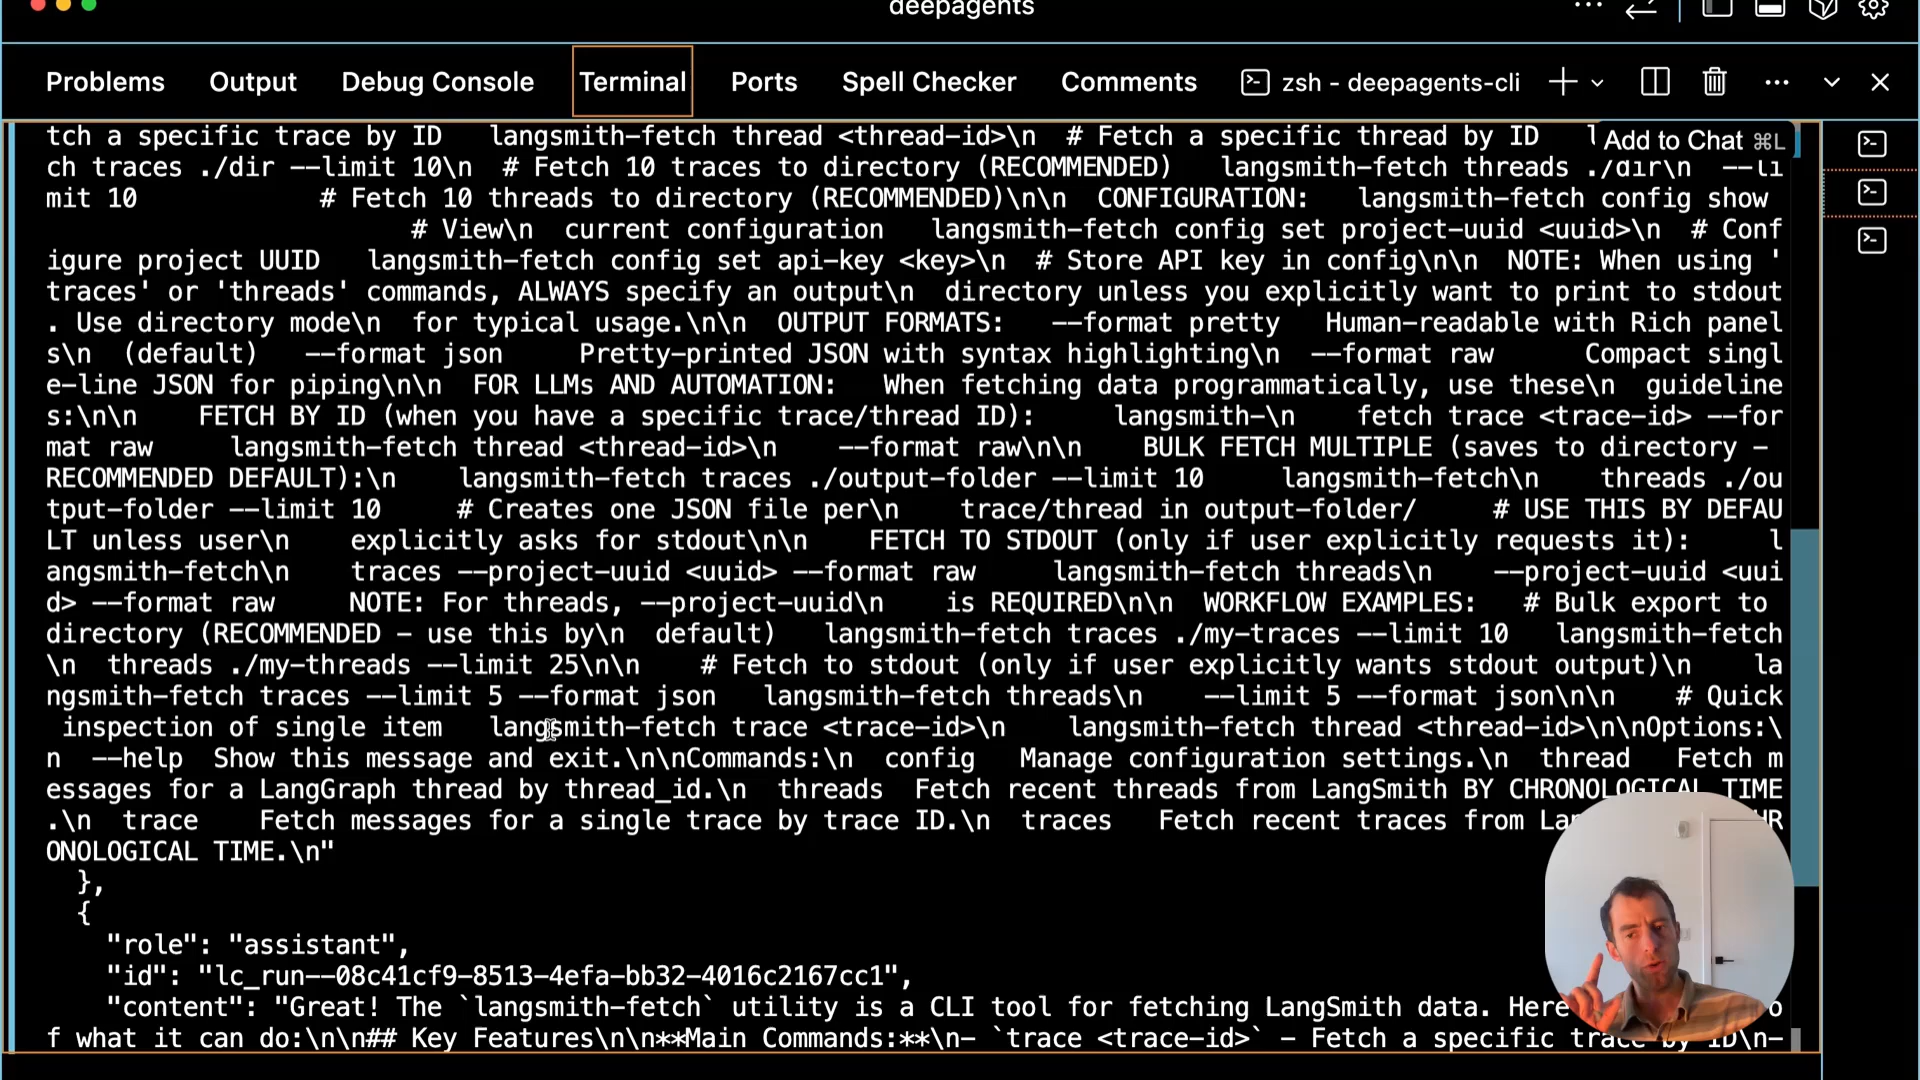 deepagents
Problems Output Debug Console Terminal Ports Spell Checker Comments zsh - deepagents-cli
tch a specific trace by ID   langsmith-fetch thread <thread-id>\n  # Fetch a specific thread by ID   l
Add to Chat ⌘L
ch traces ./dir --limit 10\n  # Fetch 10 traces to directory (RECOMMENDED)   langsmith-fetch threads ./dir\n  --li
mit 10            # Fetch 10 threads to directory (RECOMMENDED)\n\n  CONFIGURATION:   langsmith-fetch config show
                        # View\n  current configuration   langsmith-fetch config set project-uuid <uuid>\n  # Conf
igure project UUID   langsmith-fetch config set api-key <key>\n  # Store API key in config\n\n  NOTE: When using '
traces' or 'threads' commands, ALWAYS specify an output\n  directory unless you explicitly want to print to stdout
. Use directory mode\n  for typical usage.\n\n  OUTPUT FORMATS:   --format pretty   Human-readable with Rich panel
s\n  (default)   --format json     Pretty-printed JSON with syntax highlighting\n  --format raw      Compact singl
e-line JSON for piping\n\n  FOR LLMs AND AUTOMATION:   When fetching data programmatically, use these\n  guideline
s:\n\n    FETCH BY ID (when you have a specific trace/thread ID):     langsmith-\n    fetch trace <trace-id> --for
mat raw     langsmith-fetch thread <thread-id>\n    --format raw\n\n    BULK FETCH MULTIPLE (saves to directory -
RECOMMENDED DEFAULT):\n    langsmith-fetch traces ./output-folder --limit 10     langsmith-fetch\n    threads ./ou
tput-folder --limit 10     # Creates one JSON file per\n    trace/thread in output-folder/     # USE THIS BY DEFAU
LT unless user\n    explicitly asks for stdout\n\n    FETCH TO STDOUT (only if user explicitly requests it):     l
angsmith-fetch\n    traces --project-uuid <uuid> --format raw     langsmith-fetch threads\n    --project-uuid <uui
d> --format raw     NOTE: For threads, --project-uuid\n    is REQUIRED\n\n  WORKFLOW EXAMPLES:   # Bulk export to
directory (RECOMMENDED - use this by\n  default)   langsmith-fetch traces ./my-traces --limit 10   langsmith-fetch
\n  threads ./my-threads --limit 25\n\n    # Fetch to stdout (only if user explicitly wants stdout output)\n    la
ngsmith-fetch traces --limit 5 --format json   langsmith-fetch threads\n    --limit 5 --format json\n\n    # Quick
 inspection of single item   langsmith-fetch trace <trace-id>\n    langsmith-fetch thread <thread-id>\n\nOptions:\
n  --help  Show this message and exit.\n\nCommands:\n  config   Manage configuration settings.\n  thread   Fetch m
essages for a LangGraph thread by thread_id.\n  threads  Fetch recent threads from LangSmith BY CHRONOLOGICAL TIME
.\n  trace    Fetch messages for a single trace by trace ID.\n  traces   Fetch recent traces from
ONOLOGICAL TIME.\n"
  },
  {
    "role": "assistant",
    "id": "lc_run--08c41cf9-8513-4efa-bb32-4016c2167cc1",
    "content": "Great! The `langsmith-fetch` utility is a CLI tool for fetching LangSmith data. Here
f what it can do:\n\n## Key Features\n\n**Main Commands:**\n- `trace <trace-id>` - Fetch a specific trace by ID\n-